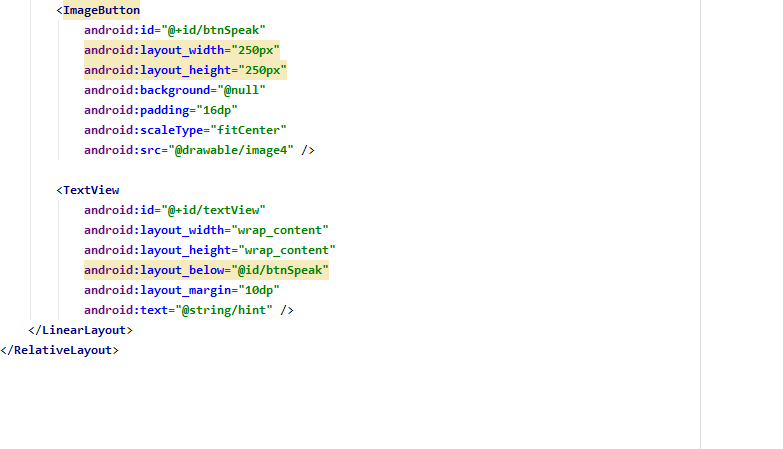 <ImageButton
android:id="@+id/btnSpeak"
android:layout_width="250px"
android:layout_height="250px"
android:background="@null"
android:padding="16dp"
android:scaleType="fitCenter"
android:src="@drawable/image4" />
<TextView
android:id="@+id/textView"
android:layout_width="wrap_content"
android:layout_height="wrap_content"
android:layout_below="@id/btnSpeak"
android:layout_margin="10dp"
android:text="@string/hint" />
</LinearLayout>
</RelativeLayout>